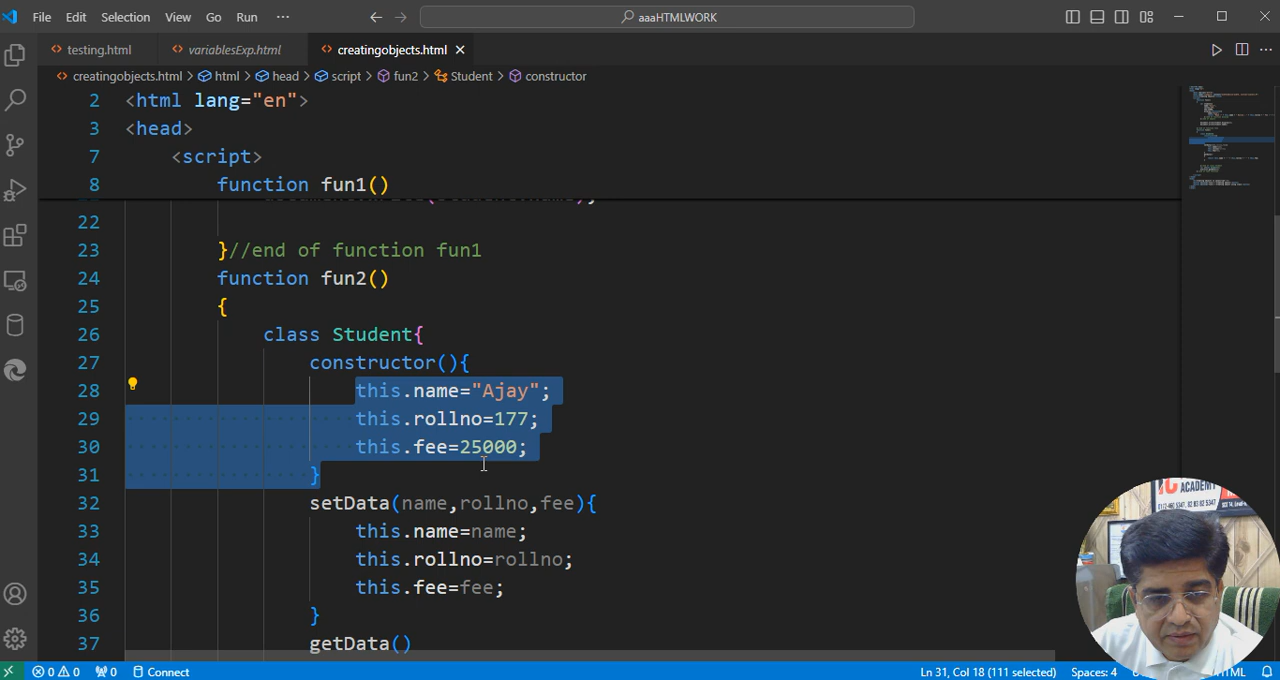 File Edit Selection View Go Run ··· aaaHTMLWORK
testing.html variablesExp.html creatingobjects.html
creatingobjects.html > html > head > script > fun2 > Student > constructor
2 <html lang="en">
3 <head>
7 <script>
8 function fun1()
22
23 }//end of function fun1
24 function fun2()
25 {
26 class Student{
27 constructor(){
28 this.name="Ajay";
29 this.rollno=177;
30 this.fee=25000;
31 }
32 setData(name,rollno,fee){
33 this.name=name;
34 this.rollno=rollno;
35 this.fee=fee;
36 }
37 getData()
ACADEMY
0 0 0 Connect Ln 31, Col 18 (111 selected) Spaces: 4 HTML